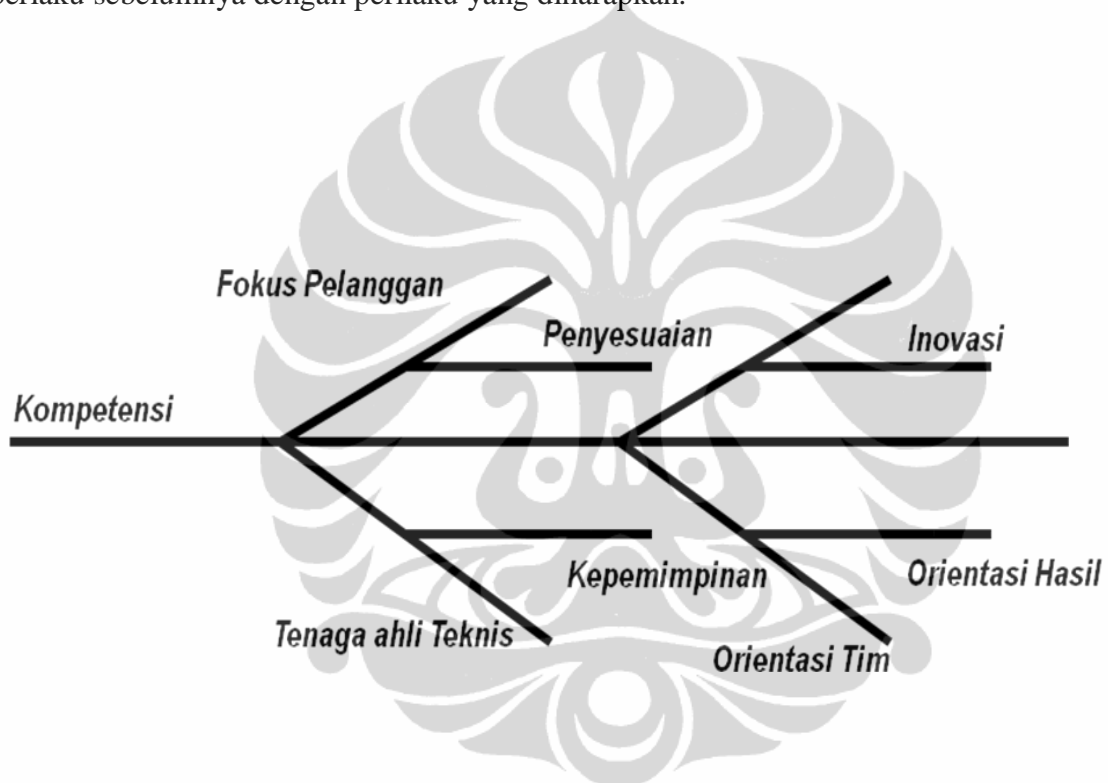 perilaku sebelumnya dengan perilaku yang diharapkan.
Fokus Pelanggan
Penyesuaian
Inovasi
Kompetensi
Kepemimpinan
Orientasi Hasil
Tenaga ahli Teknis
Orientasi Tim